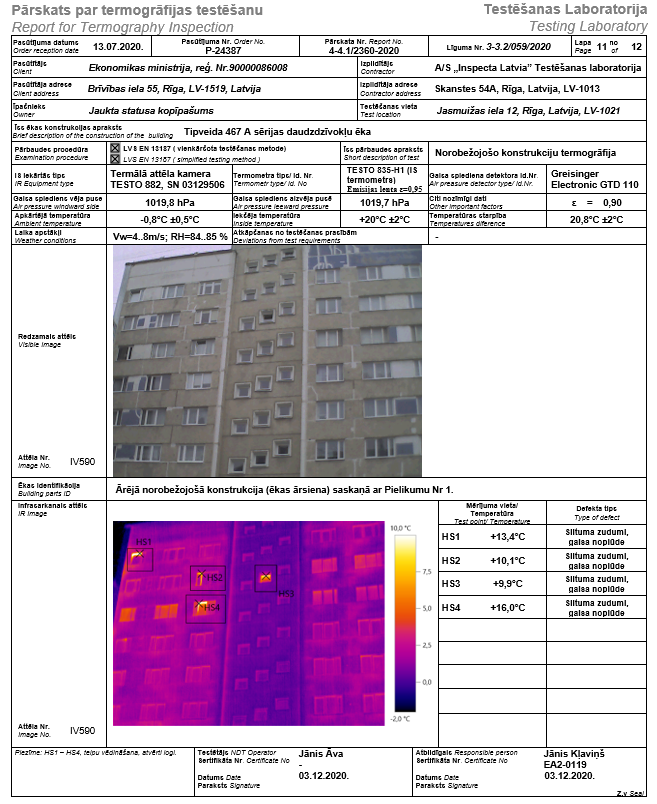 Pārskats par termogrāfijas testēšanu
Testēšanas Laboratorija
Report for Termography Inspection
Testing Laboratory
Pasūtījuma datums
Order reception date
13.07.2020.
Pasūtījuma Nr. Order No.
P-24387
Pārskata Nr. Report No.
4-4.1/2360-2020
Līguma Nr. 3-3.2/059/2020
Lapa 11 no 12
Page of
Pasūtītājs
Client
Ekonomikas ministrija, reģ. Nr.90000086008
Izpildītājs
Contractor
A/S „Inspecta Latvia” Testēšanas laboratorija
Pasūtītāja adrese
Client address
Brīvības iela 55, Rīga, LV-1519, Latvija
Izpildītāja adrese
Contractor address
Skanstes 54A, Rīga, Latvija, LV-1013
Īpašnieks
Owner
Jaukta statusa kopīpašums
Testēšanas vieta
Test location
Jasmuižas iela 12, Rīga, Latvija, LV-1021
Īss ēkas konstrukcijas apraksts
Brief description of the construction of the building
Tipveida 467 A sērijas daudzdzīvokļu ēka
Pārbaudes procedūra
Examination procedure
LVS EN 13187 ( vienkāršota testēšanas metode)
LVS EN 13187 ( simplified testing method )
Īss pārbaudes apraksts
Short description of test
Norobežojošo konstrukciju termogrāfija
IS iekārtās tips
IR Equipment type
Termālā attēla kamera
TESTO 882, SN 03129506
Termometra tips/ id. Nr
Termometr type/ id. No
TESTO 835-H1 (IS
termometrs)
Emisijas lenta ε=0,95
Gaisa spiediena detektora id.Nr.
Air pressure detector type/ id.Nr.
Greisinger
Electronic GTD 110
Gaisa spiediens vēja pusē
Air pressure windward side
1019,8 hPa
Gaisa spiediens aizvēja pusē
Air pressure leeward pressure
1019,7 hPa
Citi nozīmīgi dati
Other important factors
ε = 0,90
Apkārtējā temperatūra
Ambient temperature
-0,8°C ±0,5°C
Iekšēja temperatūra
Inside temperature
+20°C ±2°C
Temperatūras starpība
Temperatures diference
20,8°C ±2°C
Laika apstākļi
Weather conditions
Vw=4..8m/s; RH=84..85 %
Atkāpšanas no testēšanas prasībām
Deviations from test requirements
-
Redzamais attēls
Visible Image
Attēla Nr.
Image No.
IV590
Ēkas identifikācija
Building parts ID
Ārējā norobežojošā konstrukcija (ēkas ārsiena) saskaņā ar Pielikumu Nr 1.
Infrasarkanais attēls
IR Image
Mērījuma vieta/
Temperatūra
Test point/ Temperature
Defekta tips
Type of defect
HS1
HS2
HS3
HS4
10,0 °C
7,5
5,0
2,5
0,0
-2,0 °C
HS1 +13,4°C Siltuma zudumi,
gaisa noplūde
HS2 +10,1°C Siltuma zudumi,
gaisa noplūde
HS3 +9,9°C Siltuma zudumi,
gaisa noplūde
HS4 +16,0°C Siltuma zudumi,
gaisa noplūde
Attēla Nr.
Image No.
IV590
Piezīme: HS1 – HS4, telpu vēdināšana, atvērti logi.
Testētājs NDT Operator
Jānis Āva
Sertifikāta Nr. Certificate No
-
Datums Date
03.12.2020.
Paraksts Signature
Atbildīgais Responsible person
Jānis Kļaviņš
Sertifikāta Nr. Certificate No
EA2-0119
Datums Date
03.12.2020.
Paraksts Signature
Z.v Seal